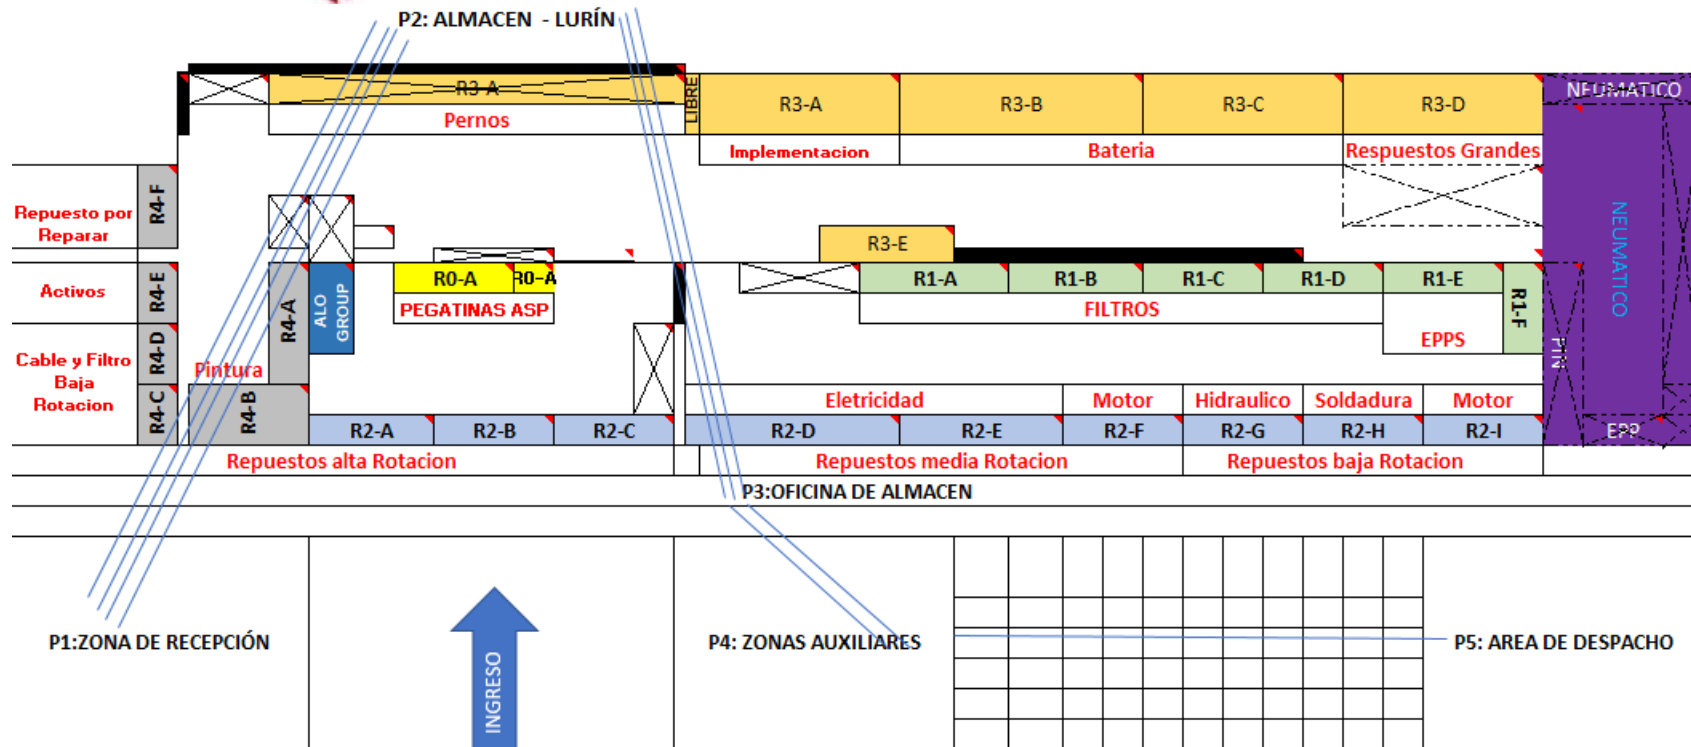 P2: ALMACEN - LURÍN
R3-A
LIBRE
R3-A
R3-B
R3-C
R3-D
NEUMATICO
Pernos
Implementacion
Bateria
Respuestos Grandes
R4-F
Repuesto por
Reparar
NEUMATICO
R3-E
R4-E
Activos
R4-A
ALO
GROUP
R0-A
R0-A
PEGATINAS ASP
R1-A
R1-B
R1-C
R1-D
R1-E
R1-F
FILTROS
EPPS
PIN
R4-D
Cable y Filtro
Baja
Rotacion
Pintura
R4-C
R4-B
Eletricidad
Motor
Hidraulico
Soldadura
Motor
R2-A
R2-B
R2-C
R2-D
R2-E
R2-F
R2-G
R2-H
R2-I
EPP
Repuestos alta Rotacion
Repuestos media Rotacion
Repuestos baja Rotacion
P3:OFICINA DE ALMACEN
P1:ZONA DE RECEPCIÓN
INGRESO
P4: ZONAS AUXILIARES
P5: AREA DE DESPACHO